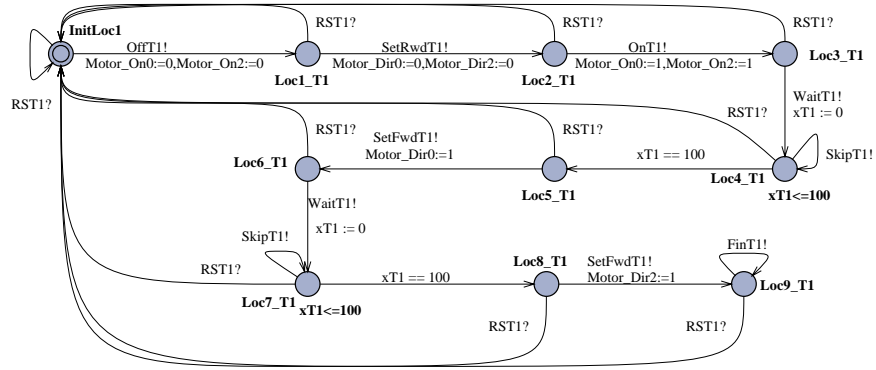 RST1?
RST1?
RST1?
InitLoc1
OffT1!
Motor_On0:=0,Motor_On2:=0
SetRwdT1!
Motor_Dir0:=0,Motor_Dir2:=0
OnT1!
Motor_On0:=1,Motor_On2:=1
Loc1_T1
Loc2_T1
Loc3_T1
RST1?
WaitT1!
xT1 := 0
RST1?
RST1?
RST1?
SetFwdT1!
Motor_Dir0:=1
xT1 == 100
SkipT1!
Loc6_T1
Loc5_T1
Loc4_T1
xT1<=100
WaitT1!
xT1 := 0
SkipT1!
RST1?
xT1 == 100
Loc7_T1
xT1<=100
Loc8_T1
SetFwdT1!
Motor_Dir2:=1
FinT1!
Loc9_T1
RST1?
RST1?